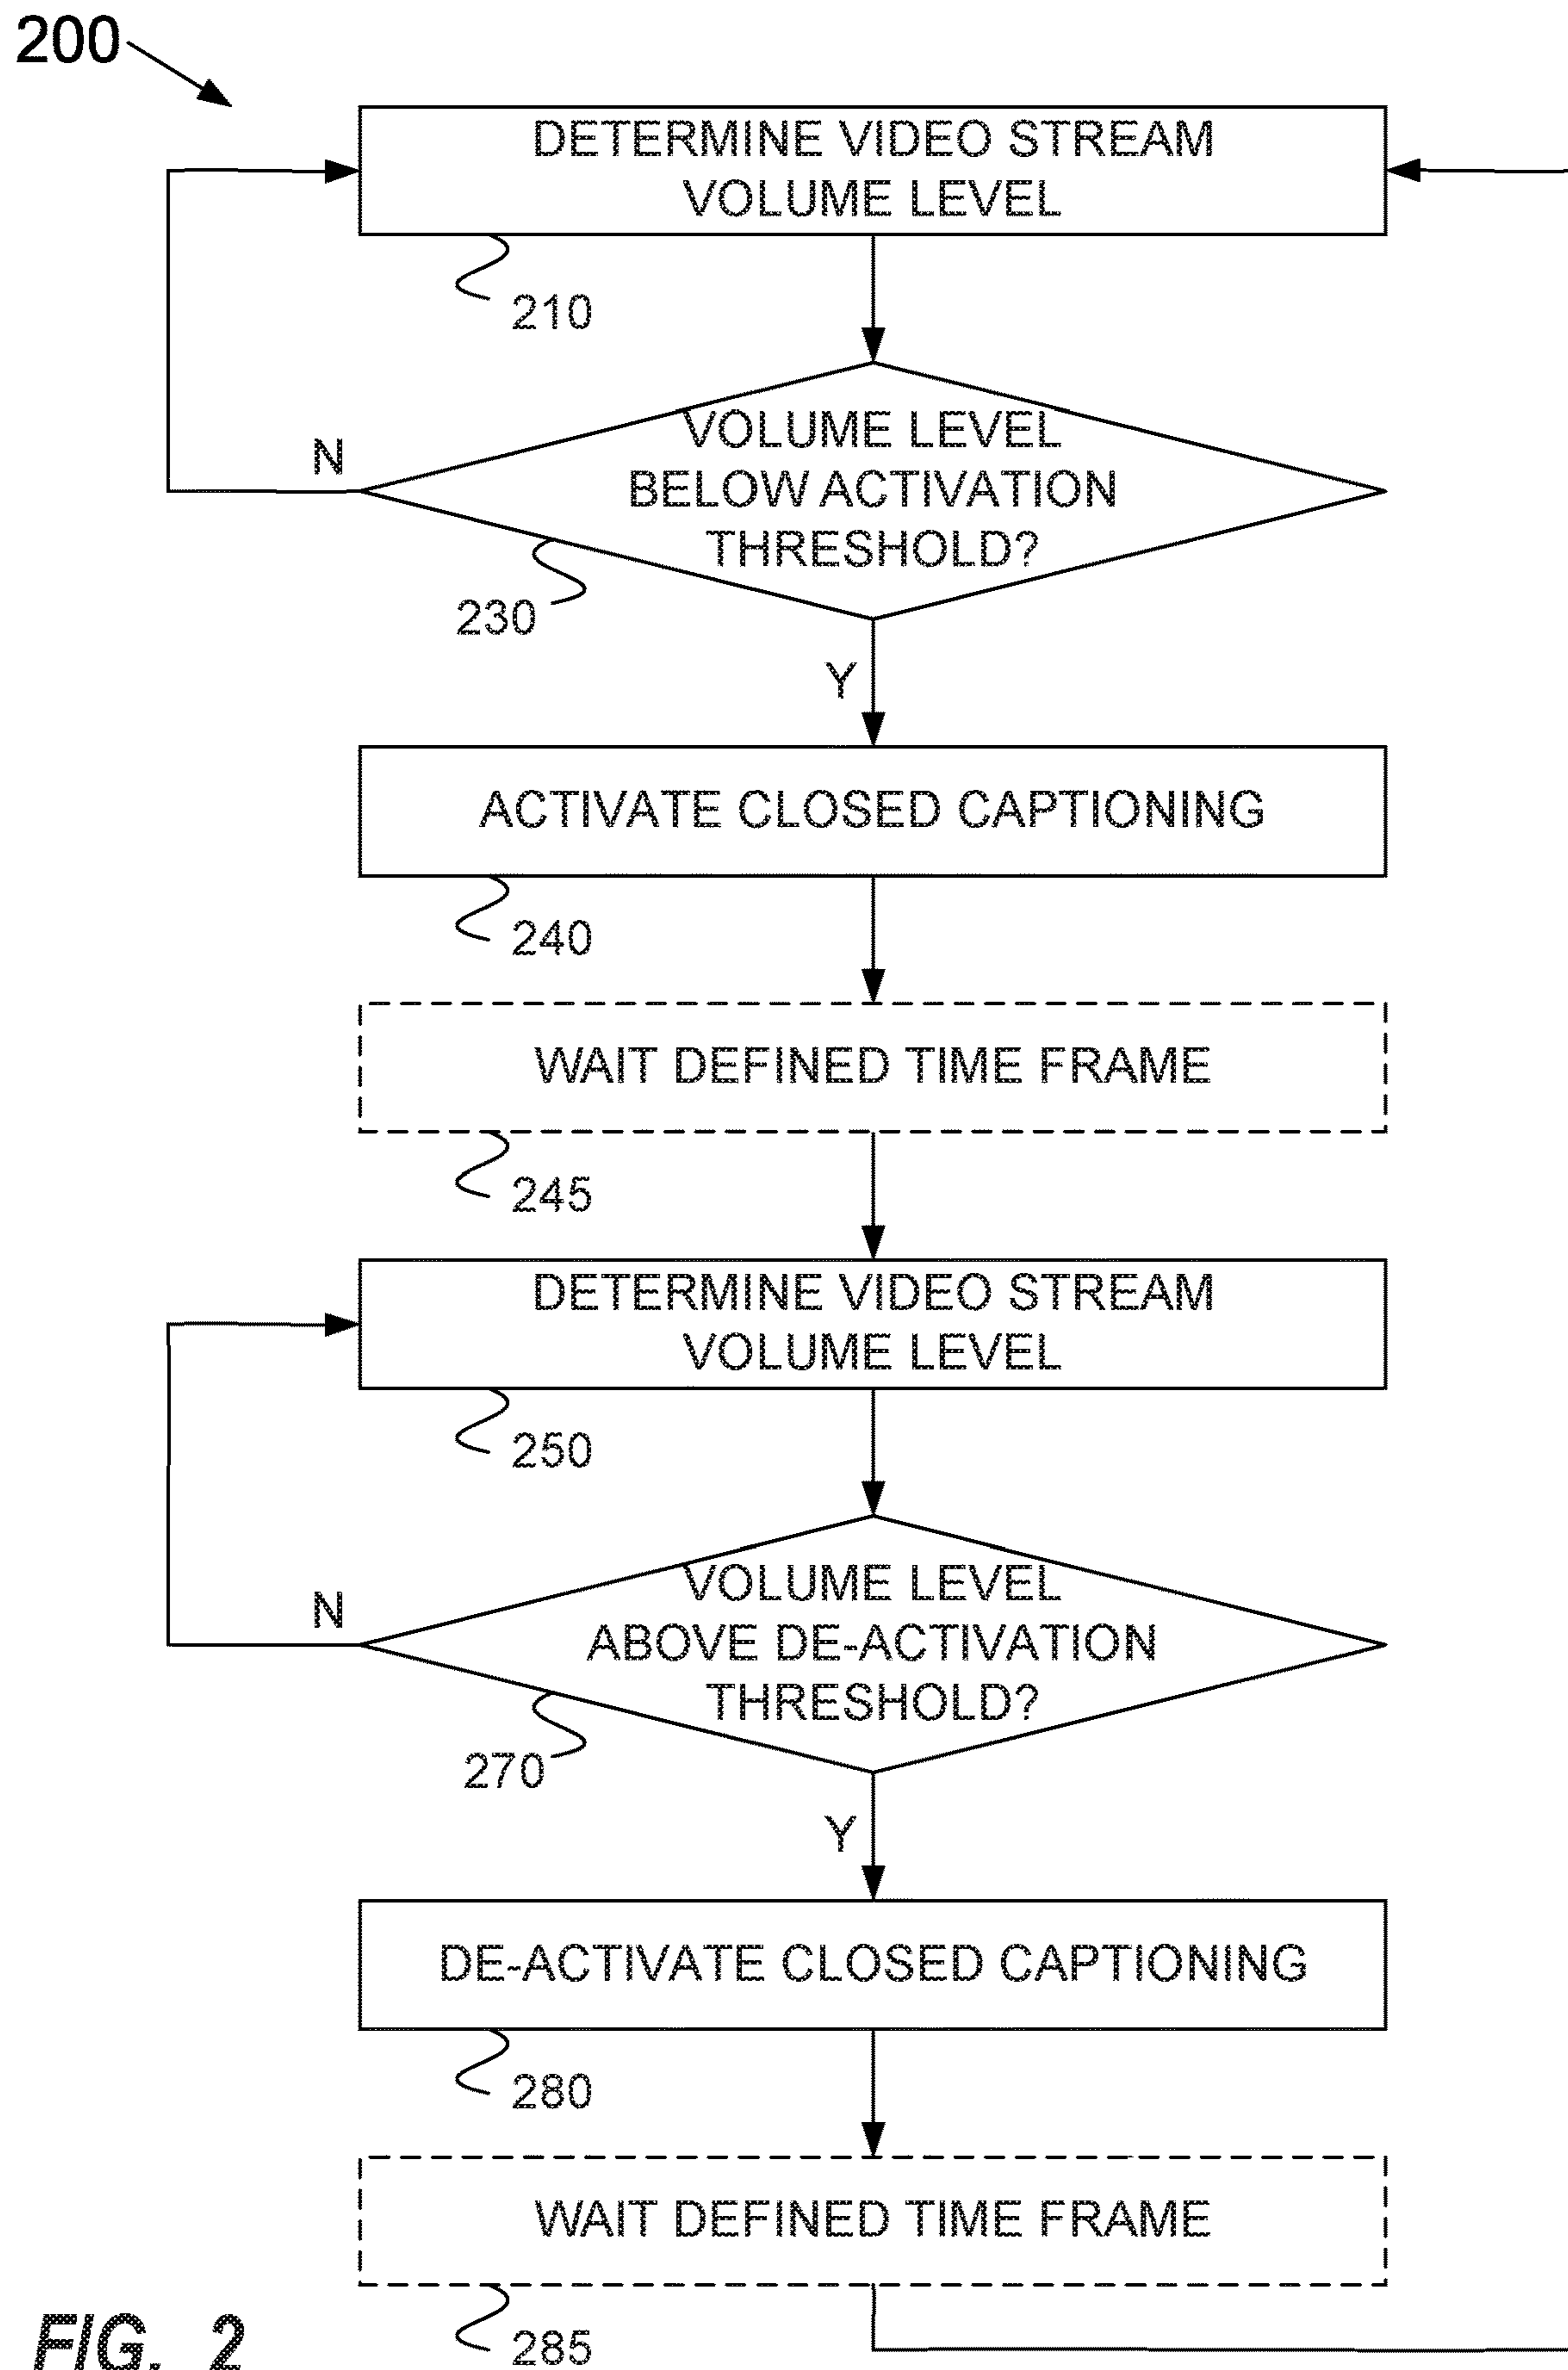 200
DETERMINE VIDEO STREAM
VOLUME LEVEL
210
VOLUME LEVEL
BELOW ACTIVATION
THRESHOLD?
N
230
Y
ACTIVATE CLOSED CAPTIONING
240
WAIT DEFINED TIME FRAME
245
DETERMINE VIDEO STREAM
VOLUME LEVEL
250
VOLUME LEVEL
ABOVE DE-ACTIVATION
THRESHOLD?
N
270
Y
DE-ACTIVATE CLOSED CAPTIONING
280
WAIT DEFINED TIME FRAME
285
FIG. 2